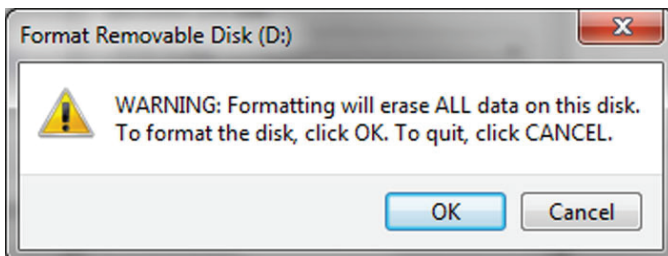 Format Removable Disk (D:)
WARNING: Formatting will erase ALL data on this disk.
To format the disk, click OK. To quit, click CANCEL.
OK Cancel